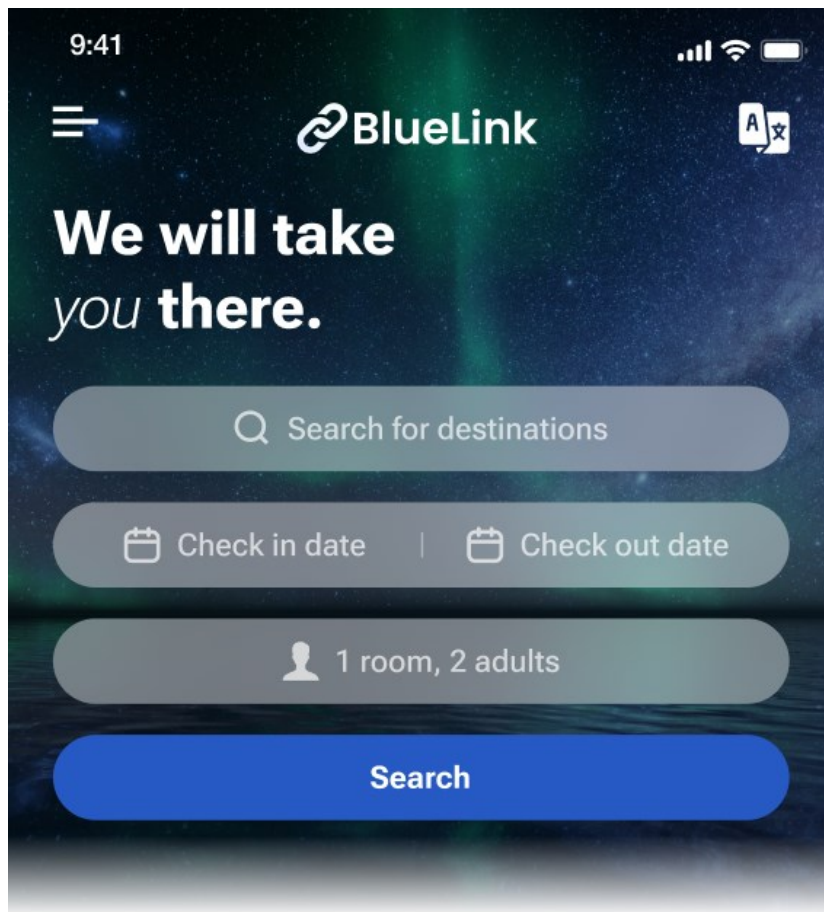 9:41
BlueLink
A 文
We will take
you there.
Search for destinations
Check in date | Check out date
1 room, 2 adults
Search